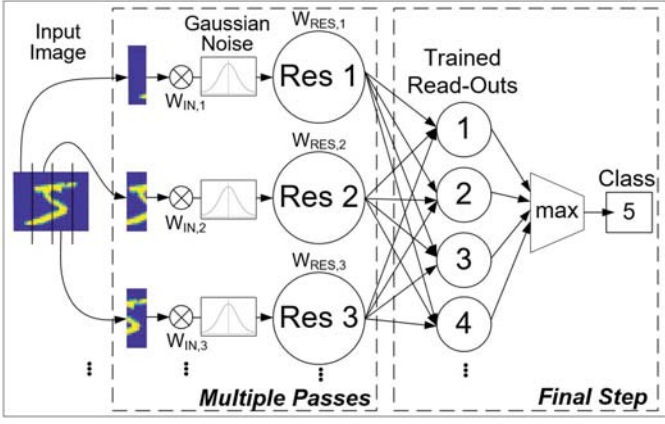 Input
Image
Gaussian
Noise
W_IN,1
W_RES,1
Res 1
W_IN,2
W_RES,2
Res 2
W_IN,3
W_RES,3
Res 3
Multiple Passes
Trained
Read-Outs
1
2
3
4
max
Class
5
Final Step